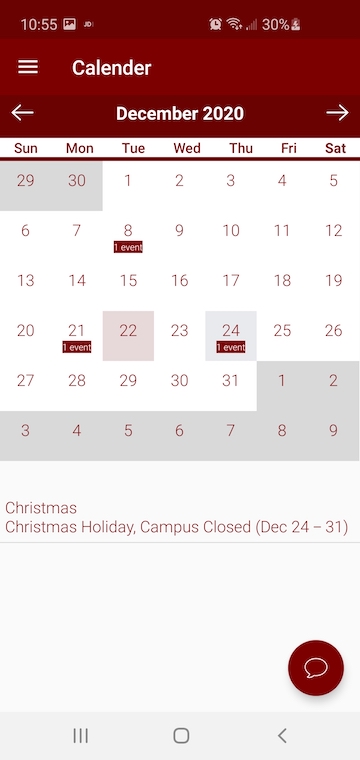 10:55 JD 30%
Calender
December 2020
Sun Mon Tue Wed Thu Fri Sat
29 30 1 2 3 4 5
6 7 8 9 10 11 12
1 event
13 14 15 16 17 18 19
20 21 22 23 24 25 26
1 event 1 event
27 28 29 30 31 1 2
3 4 5 6 7 8 9
Christmas
Christmas Holiday, Campus Closed (Dec 24 – 31)